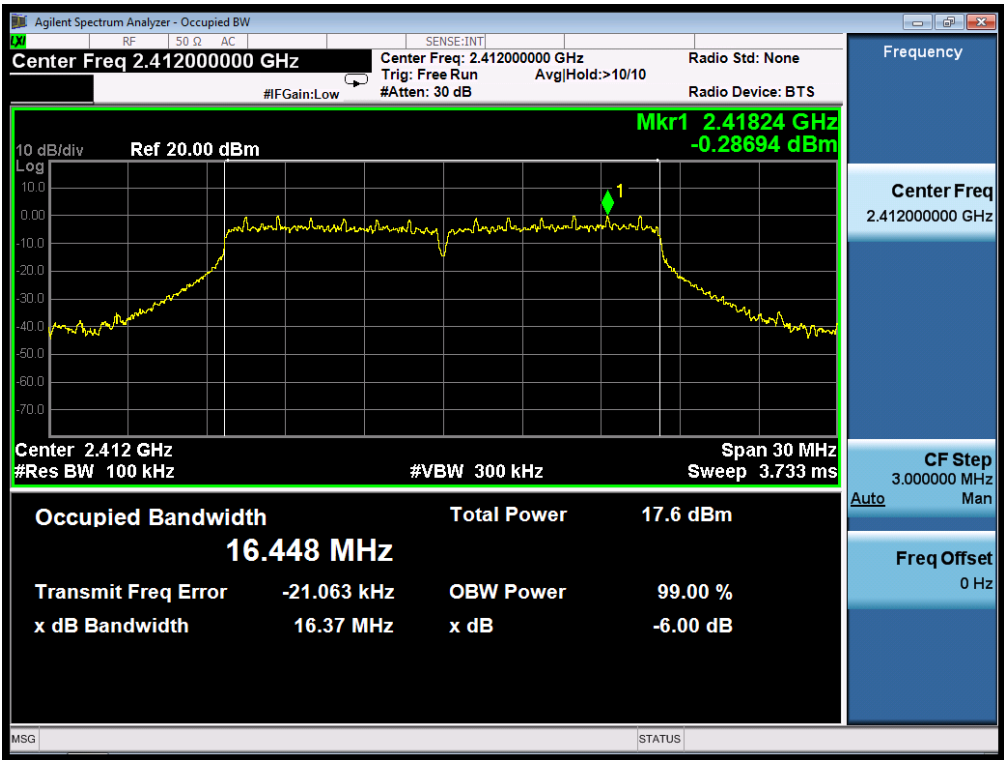 Agilent Spectrum Analyzer - Occupied BW
LXI RF 50 Ω AC SENSE:INT
Center Freq 2.412000000 GHz
Center Freq: 2.412000000 GHz Radio Std: None
Trig: Free Run Avg|Hold:>10/10
#IFGain:Low #Atten: 30 dB Radio Device: BTS
Mkr1 2.41824 GHz
-0.28694 dBm
10 dB/div Ref 20.00 dBm
Log
10.0
0.00
-10.0
-20.0
-30.0
-40.0
-50.0
-60.0
-70.0
1
Center 2.412 GHz Span 30 MHz
#Res BW 100 kHz #VBW 300 kHz Sweep 3.733 ms
Occupied Bandwidth Total Power 17.6 dBm
16.448 MHz
Transmit Freq Error -21.063 kHz OBW Power 99.00 %
x dB Bandwidth 16.37 MHz x dB -6.00 dB
MSG STATUS
Frequency
Center Freq
2.412000000 GHz
CF Step
3.000000 MHz
Auto Man
Freq Offset
0 Hz